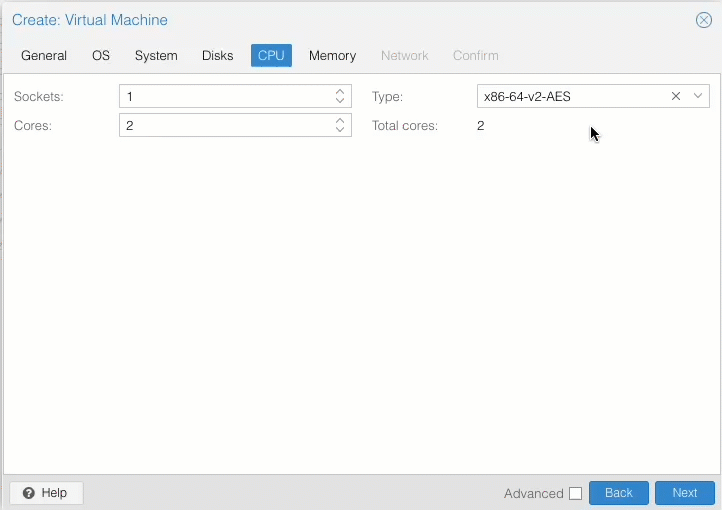 Create: Virtual Machine
General OS System Disks CPU Memory Network Confirm
Sockets: 1 Type: x86-64-v2-AES
Cores: 2 Total cores: 2
Help Advanced Back Next